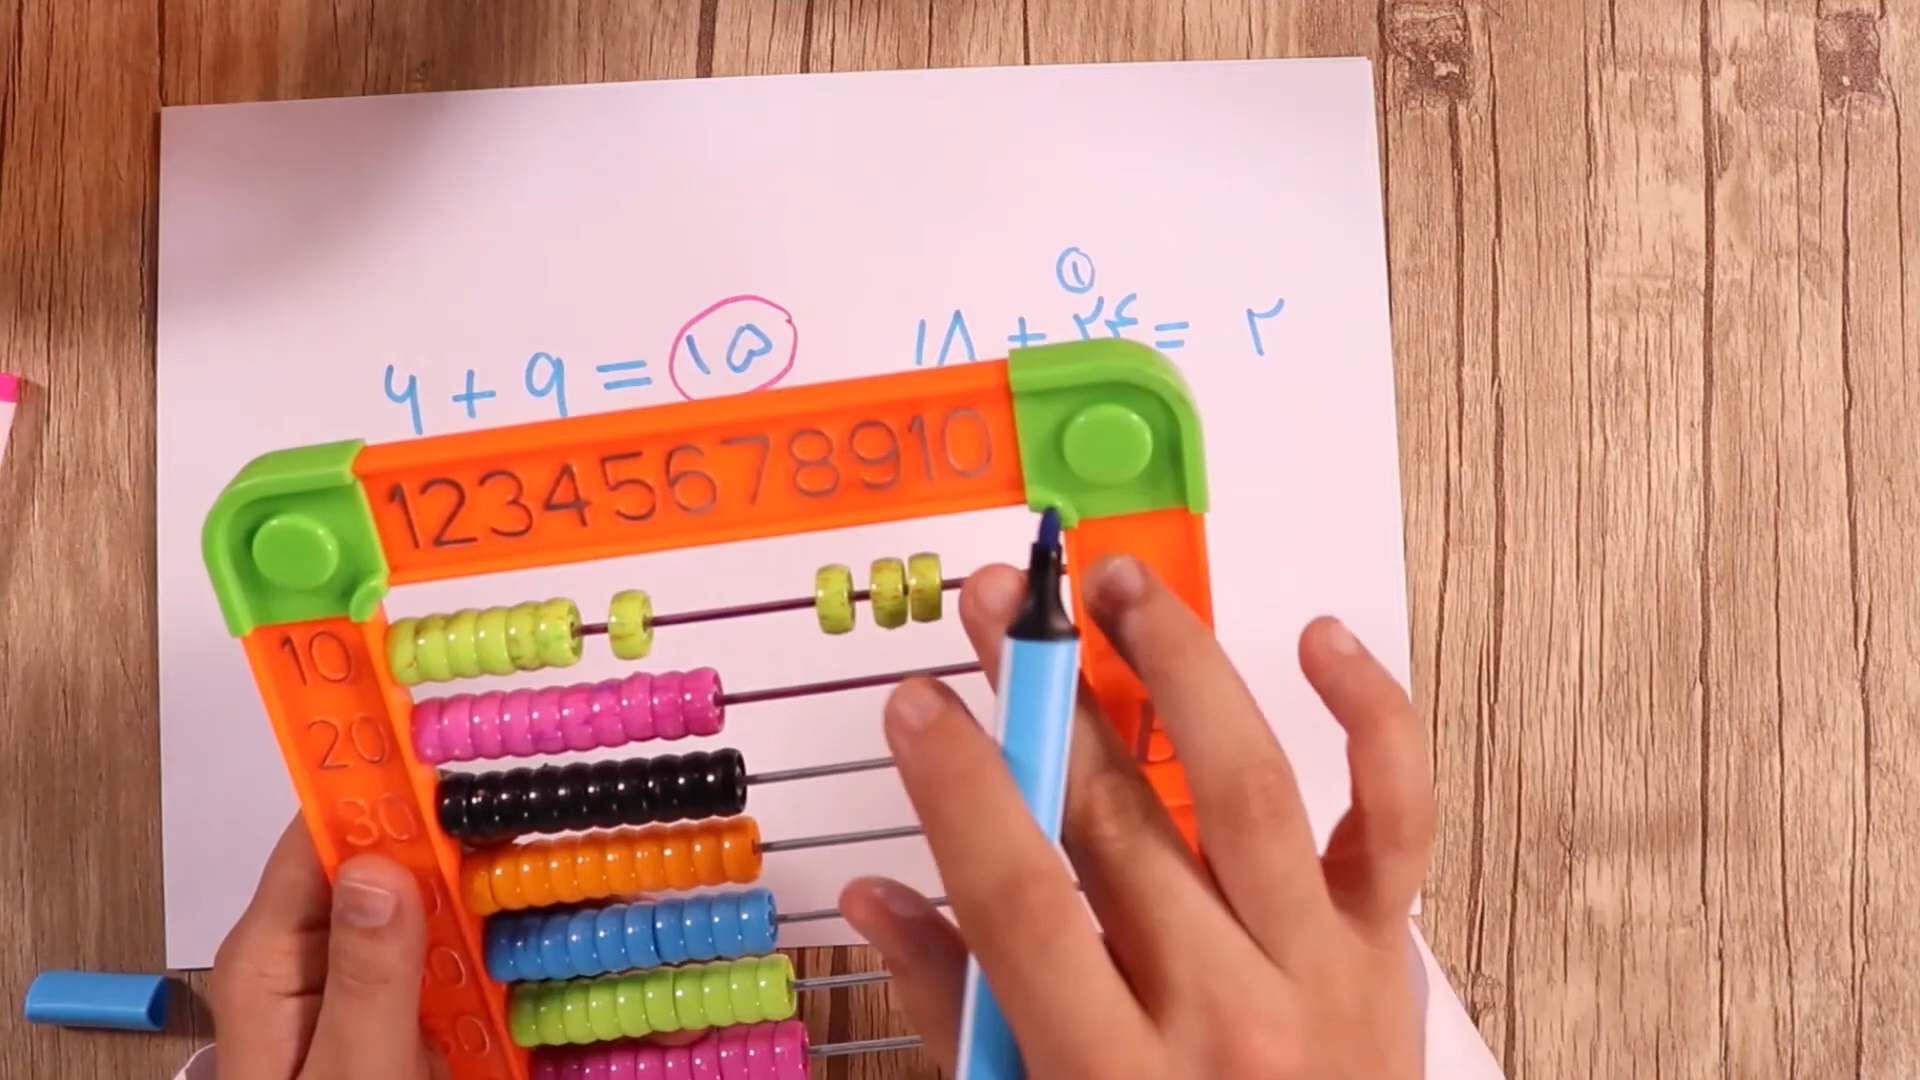 ۶ + ۹ = ۱۵
۱
۱۸ + ۲۴ = ۲
12345678910
10
20
30
B